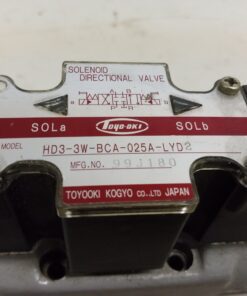 SOLENOID
DIRECTIONAL VALVE
SOLa TOYO-OKI SOLb
MODEL HD3-3W-BCA-025A-LYD2
MFG.NO. 99J180
TOYOOKI KOGYO CO.,LTD JAPAN